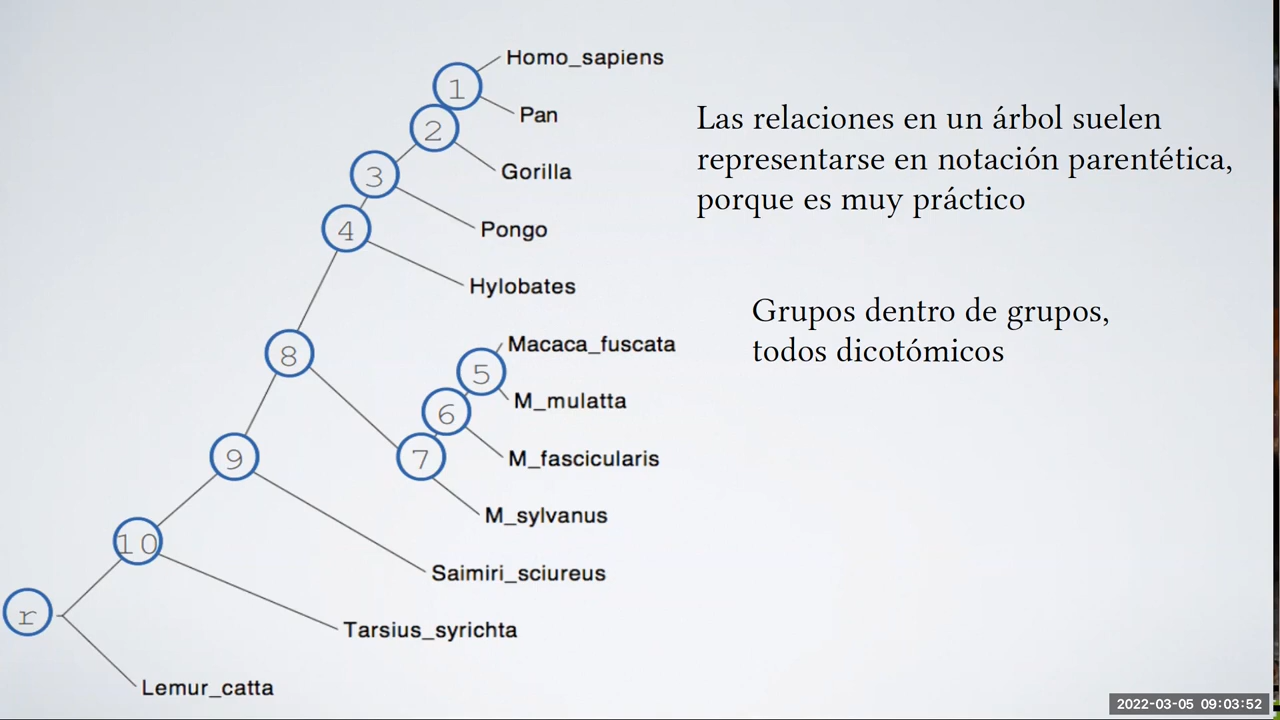 Homo_sapiens
1
Pan
2
Gorilla
3
Pongo
4
Hylobates
Las relaciones en un árbol suelen
representarse en notación parentética,
porque es muy práctico
Grupos dentro de grupos,
todos dicotómicos
8
Macaca_fuscata
5
M_mulatta
6
M_fascicularis
7
M_sylvanus
9
Saimiri_sciureus
10
Tarsius_syrichta
r
Lemur_catta
2022-03-05 09:03:52